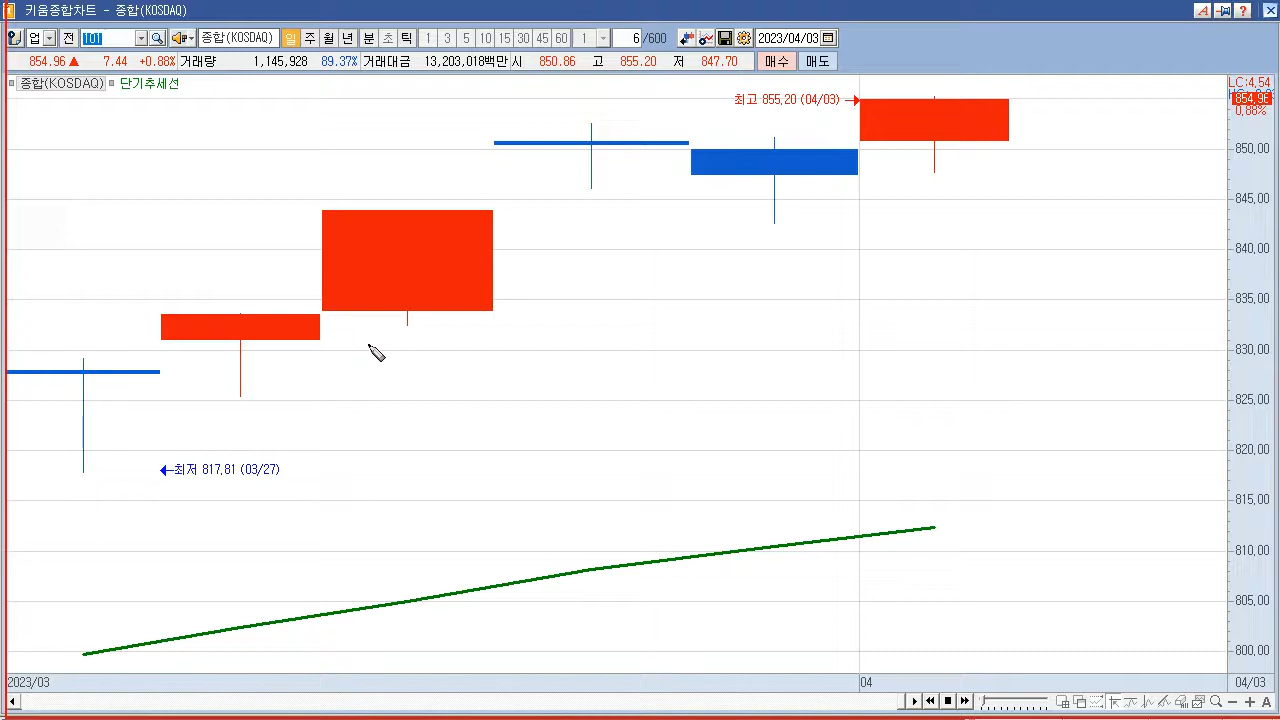 키움종합차트 - 종합(KOSDAQ)
업 전 101 종합(KOSDAQ) 일 주 월 년 분 초 틱 1 3 5 10 15 30 45 60 1 6 /600 2023/04/03
854.96 ▲ 7.44 +0.88% 거래량 1,145,928 89.37% 거래대금 13,203,018백만 시 850.86 고 855.20 저 847.70 매수 매도
종합(KOSDAQ) 단기추세선
LC:4,54
854,96
0,88%
최고 855,20 (04/03)
850,00
845,00
840,00
835,00
830,00
825,00
820,00
최저 817,81 (03/27)
815,00
810,00
805,00
800,00
2023/03 04 04/03
A